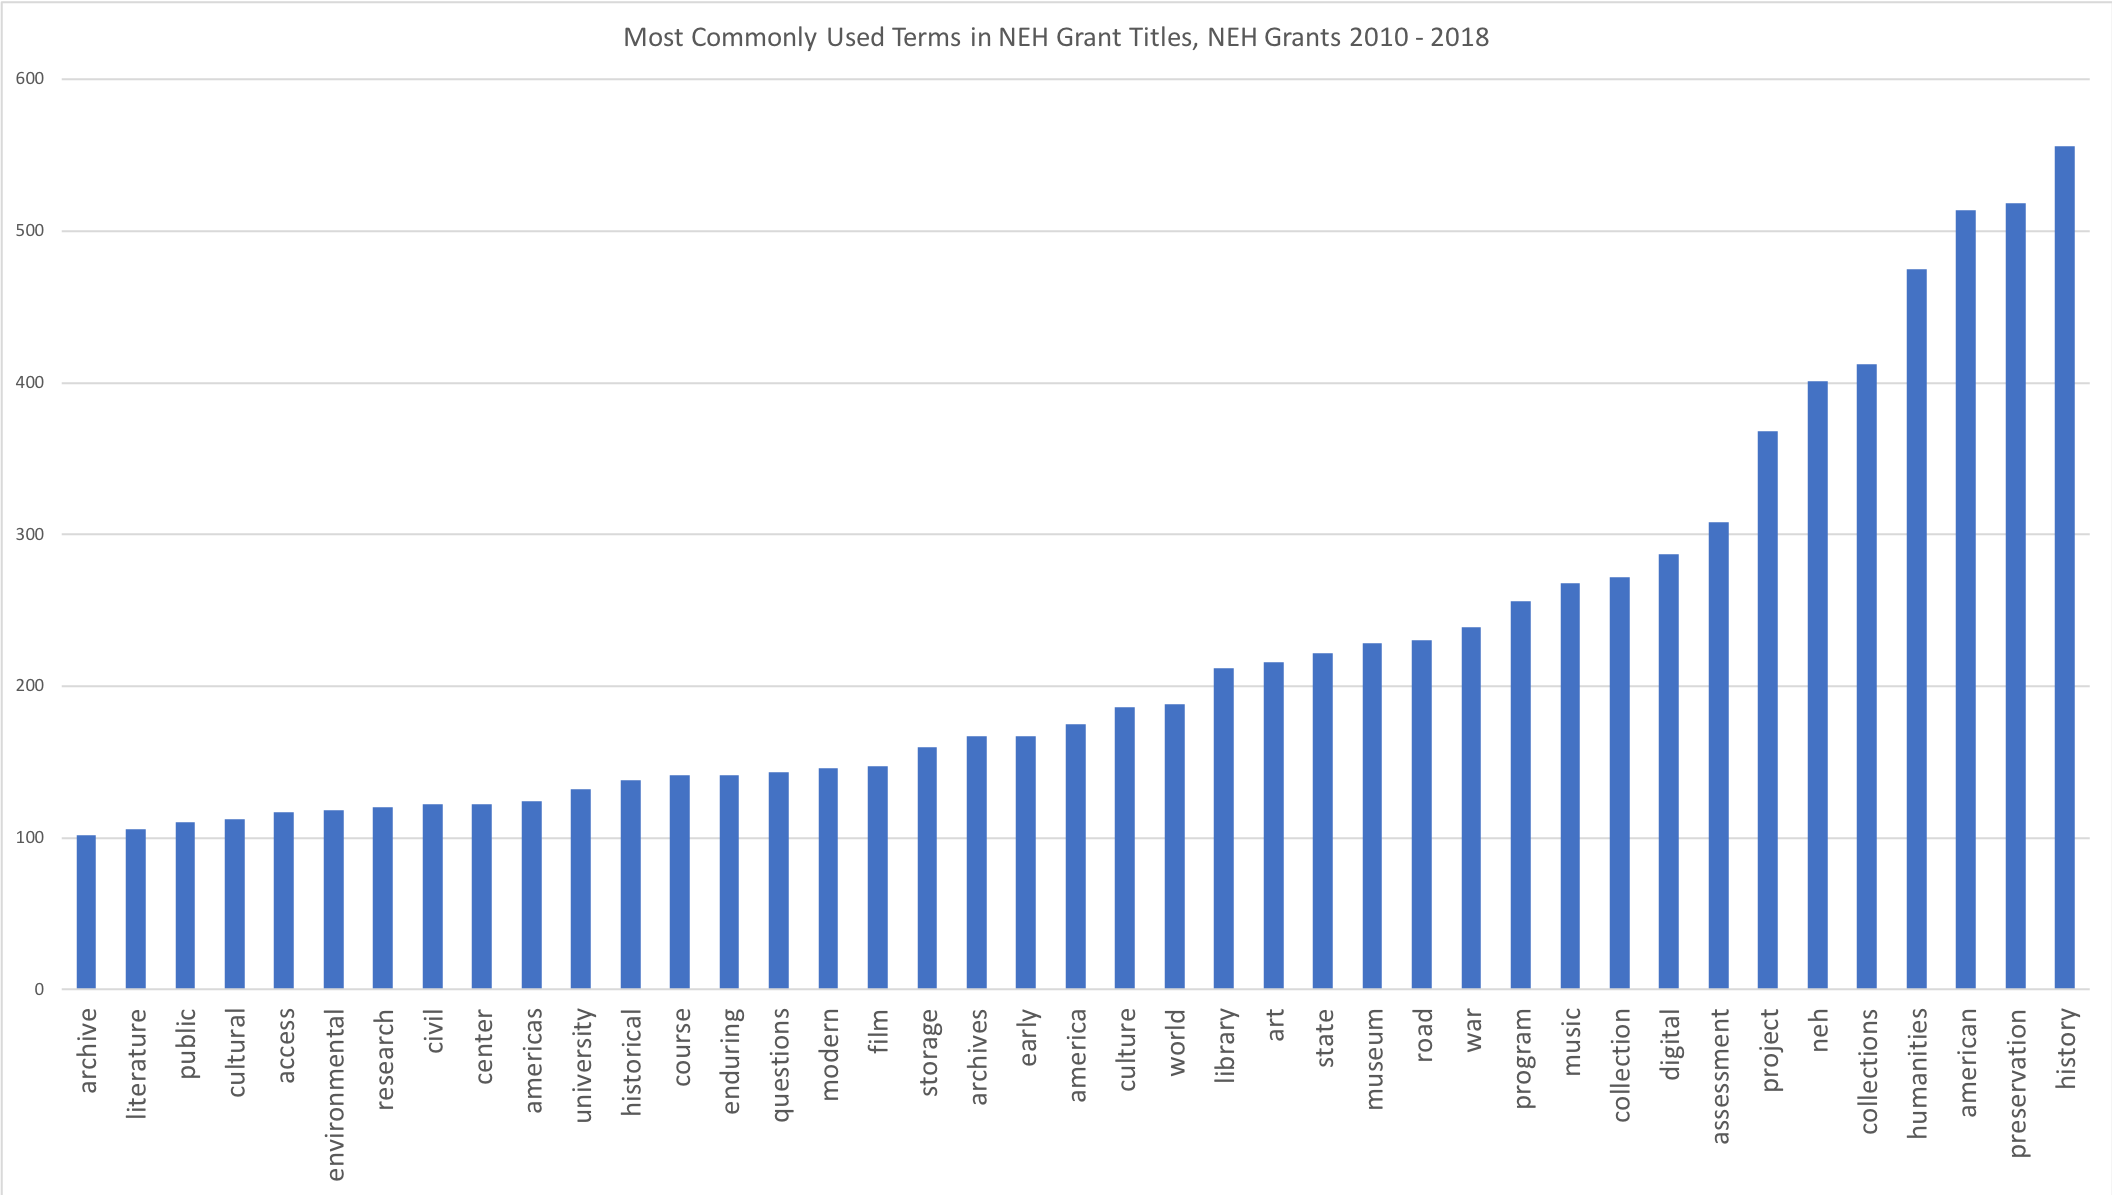 Most Commonly Used Terms in NEH Grant Titles, NEH Grants 2010 - 2018
600
500
400
300
200
100
0
archive
literature
public
cultural
access
environmental
research
civil
center
americas
university
historical
course
enduring
questions
modern
film
storage
archives
early
america
culture
world
library
art
state
museum
road
war
program
music
collection
digital
assessment
project
neh
collections
humanities
american
preservation
history